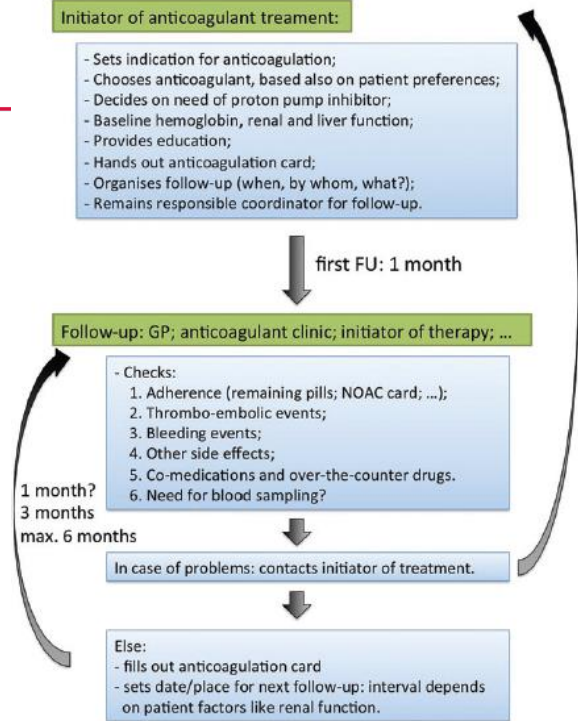 Initiator of anticoagulant treament:
- Sets indication for anticoagulation;
- Chooses anticoagulant, based also on patient preferences;
- Decides on need of proton pump inhibitor;
- Baseline hemoglobin, renal and liver function;
- Provides education;
- Hands out anticoagulation card;
- Organises follow-up (when, by whom, what?);
- Remains responsible coordinator for follow-up.
first FU: 1 month
Follow-up: GP; anticoagulant clinic; initiator of therapy; ...
- Checks:
1. Adherence (remaining pills; NOAC card; ...);
2. Thrombo-embolic events;
3. Bleeding events;
4. Other side effects;
5. Co-medications and over-the-counter drugs.
6. Need for blood sampling?
1 month?
3 months
max. 6 months
In case of problems: contacts initiator of treatment.
Else:
- fills out anticoagulation card
- sets date/place for next follow-up: interval depends
on patient factors like renal function.